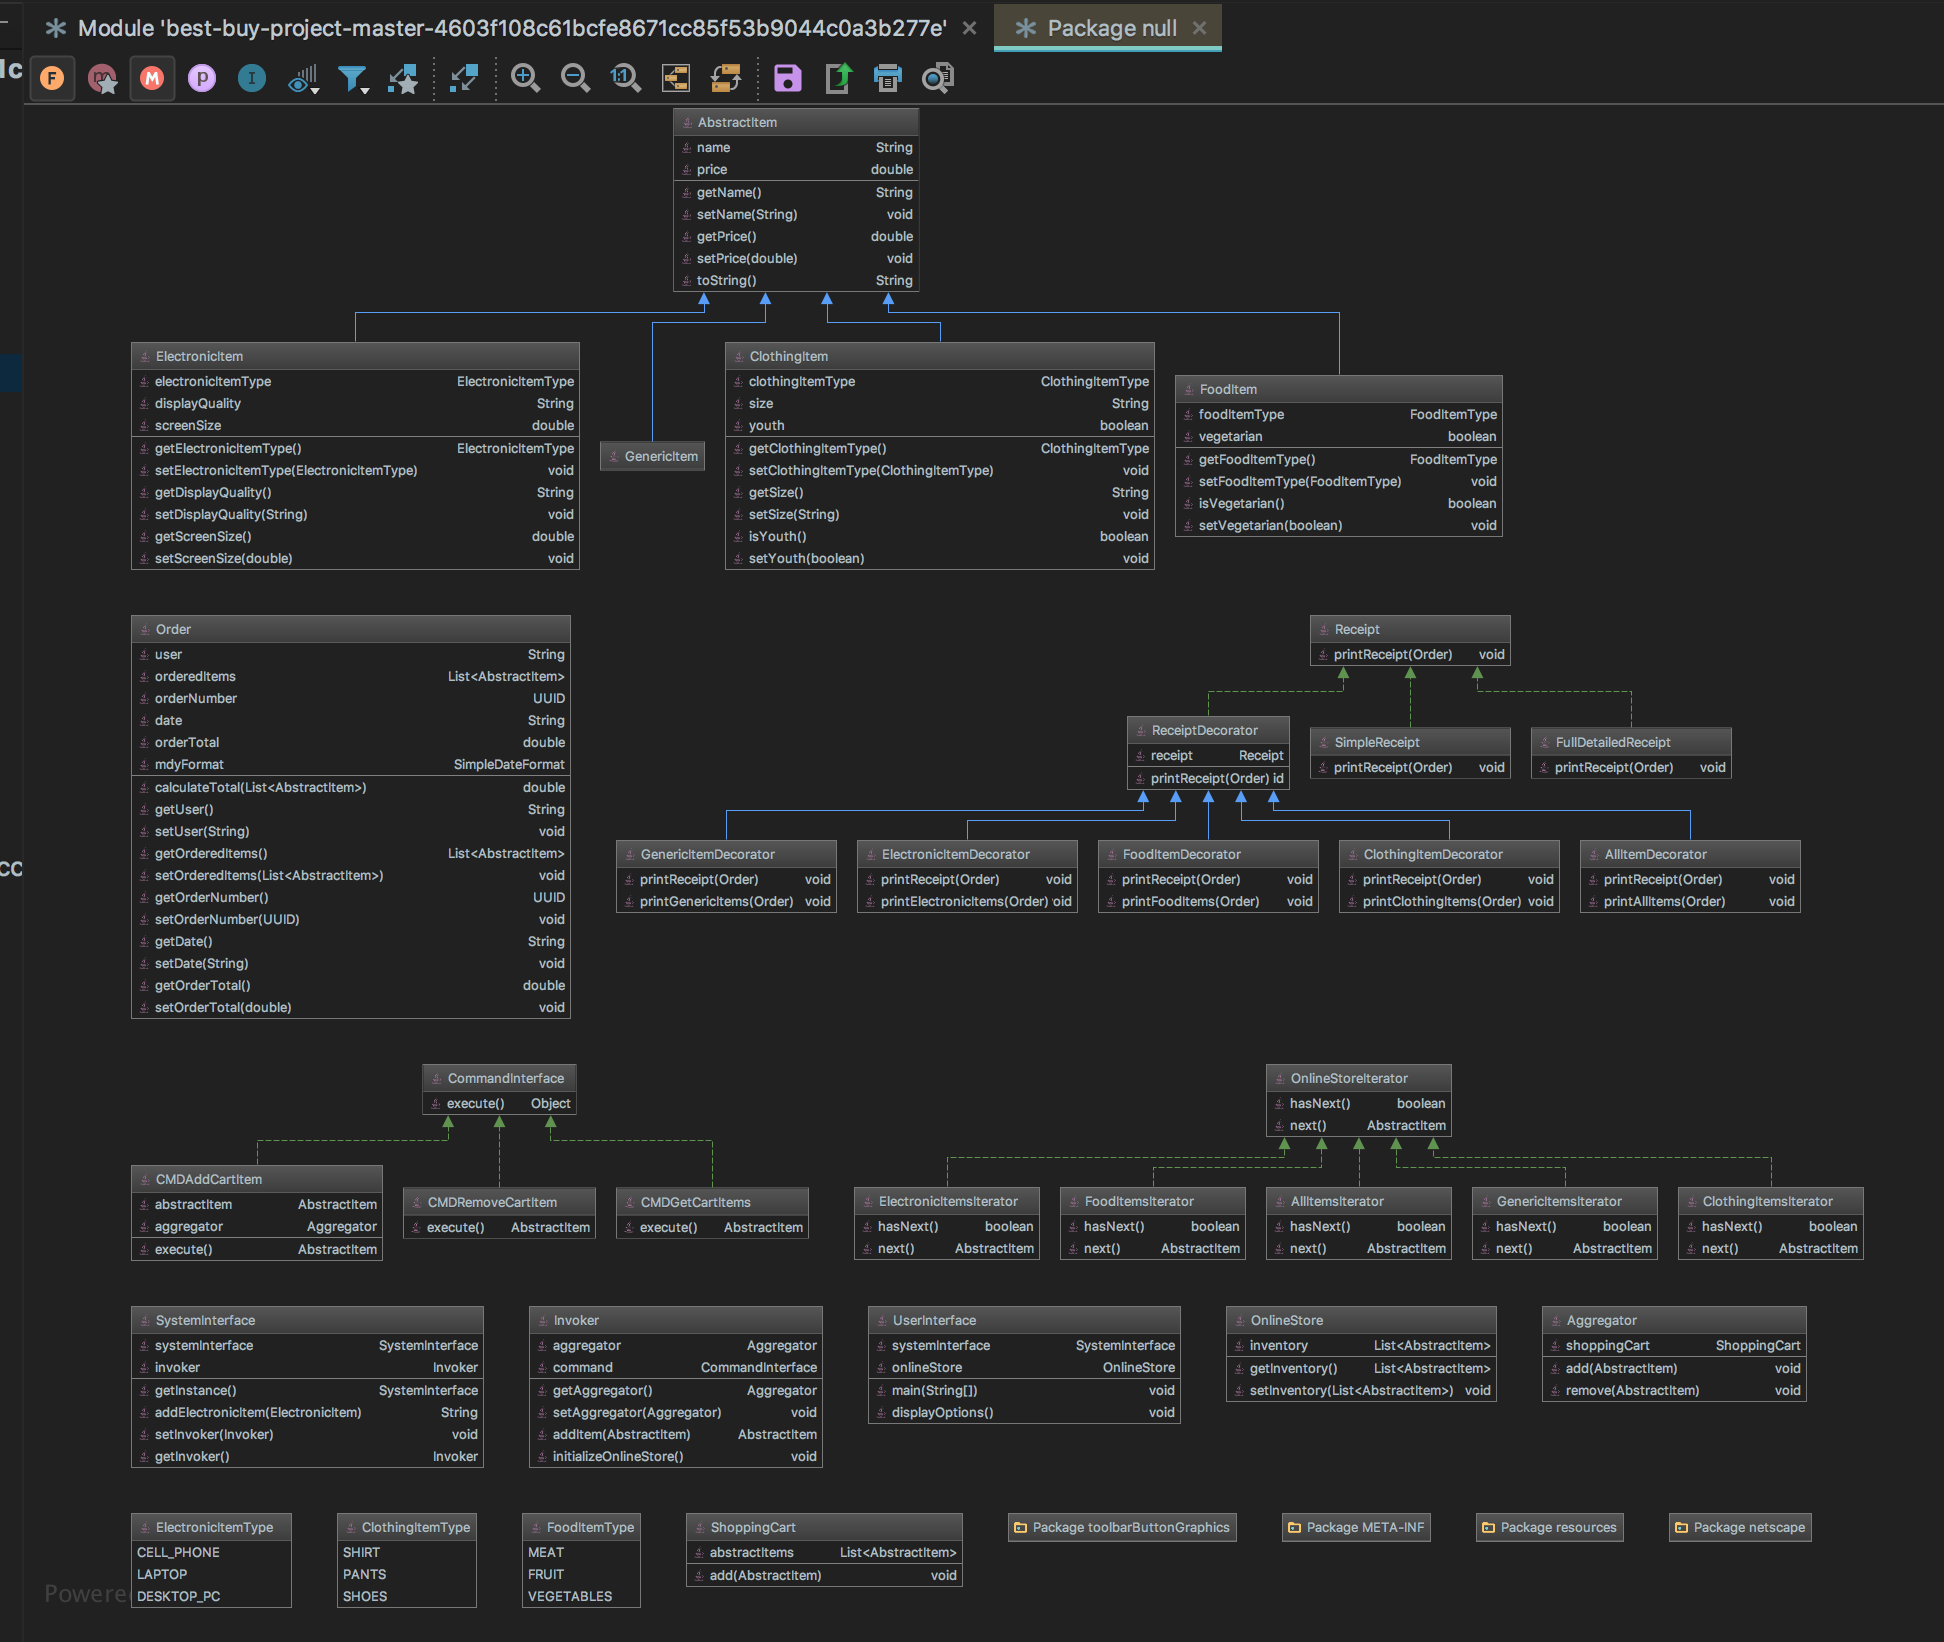 Module 'best-buy-project-master-4603f108c61bcfe8671cc85f53b9044c0a3b277e'
Package null
AbstractItem
name String
price double
getName() String
setName(String) void
getPrice() double
setPrice(double) void
toString() String
ElectronicItem
electronicItemType ElectronicItemType
displayQuality String
screenSize double
getElectronicItemType() ElectronicItemType
setElectronicItemType(ElectronicItemType) void
getDisplayQuality() String
setDisplayQuality(String) void
getScreenSize() double
setScreenSize(double) void
GenericItem
ClothingItem
clothingItemType ClothingItemType
size String
youth boolean
getClothingItemType() ClothingItemType
setClothingItemType(ClothingItemType) void
getSize() String
setSize(String) void
isYouth() boolean
setYouth(boolean) void
FoodItem
foodItemType FoodItemType
vegetarian boolean
getFoodItemType() FoodItemType
setFoodItemType(FoodItemType) void
isVegetarian() boolean
setVegetarian(boolean) void
Order
user String
orderedItems List<AbstractItem>
orderNumber UUID
date String
orderTotal double
mdyFormat SimpleDateFormat
calculateTotal(List<AbstractItem>) double
getUser() String
setUser(String) void
getOrderedItems() List<AbstractItem>
setOrderedItems(List<AbstractItem>) void
getOrderNumber() UUID
setOrderNumber(UUID) void
getDate() String
setDate(String) void
getOrderTotal() double
setOrderTotal(double) void
Receipt
printReceipt(Order) void
ReceiptDecorator
receipt Receipt
printReceipt(Order) id
SimpleReceipt
printReceipt(Order) void
FullDetailedReceipt
printReceipt(Order) void
GenericItemDecorator
printReceipt(Order) void
printGenericItems(Order) void
ElectronicItemDecorator
printReceipt(Order) void
printElectronicItems(Order) oid
FoodItemDecorator
printReceipt(Order) void
printFoodItems(Order) void
ClothingItemDecorator
printReceipt(Order) void
printClothingItems(Order) void
AllItemDecorator
printReceipt(Order) void
printAllItems(Order) void
CommandInterface
execute() Object
CMDAddCartItem
abstractItem AbstractItem
aggregator Aggregator
execute() AbstractItem
CMDRemoveCartItem
execute() AbstractItem
CMDGetCartItems
execute() AbstractItem
OnlineStoreIterator
hasNext() boolean
next() AbstractItem
ElectronicItemsIterator
hasNext() boolean
next() AbstractItem
FoodItemsIterator
hasNext() boolean
next() AbstractItem
AllItemsIterator
hasNext() boolean
next() AbstractItem
GenericItemsIterator
hasNext() boolean
next() AbstractItem
ClothingItemsIterator
hasNext() boolean
next() AbstractItem
SystemInterface
systemInterface SystemInterface
invoker Invoker
getInstance() SystemInterface
addElectronicItem(ElectronicItem) String
setInvoker(Invoker) void
getInvoker() Invoker
Invoker
aggregator Aggregator
command CommandInterface
getAggregator() Aggregator
setAggregator(Aggregator) void
addItem(AbstractItem) AbstractItem
initializeOnlineStore() void
UserInterface
systemInterface SystemInterface
onlineStore OnlineStore
main(String[]) void
displayOptions() void
OnlineStore
inventory List<AbstractItem>
getInventory() List<AbstractItem>
setInventory(List<AbstractItem>) void
Aggregator
shoppingCart ShoppingCart
add(AbstractItem) void
remove(AbstractItem) void
ElectronicItemType
CELL_PHONE
LAPTOP
DESKTOP_PC
ClothingItemType
SHIRT
PANTS
SHOES
FoodItemType
MEAT
FRUIT
VEGETABLES
ShoppingCart
abstractItems List<AbstractItem>
add(AbstractItem) void
Package toolbarButtonGraphics
Package META-INF
Package resources
Package netscape